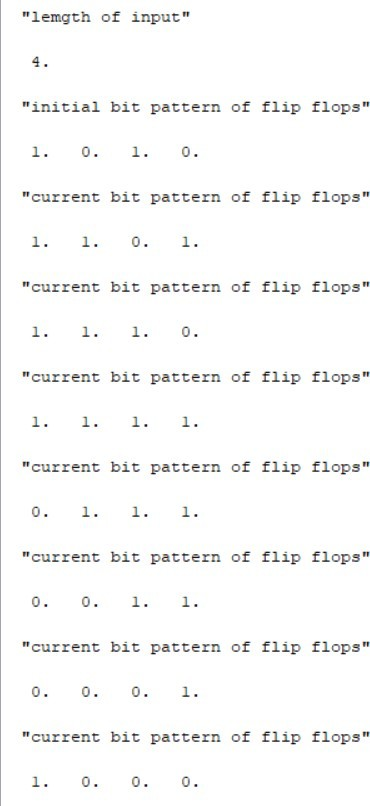 "lemgth of input"
4.
"initial bit pattern of flip flops"
1. 0. 1. 0.
"current bit pattern of flip flops"
1. 1. 0. 1.
"current bit pattern of flip flops"
1. 1. 1. 0.
"current bit pattern of flip flops"
1. 1. 1. 1.
"current bit pattern of flip flops"
0. 1. 1. 1.
"current bit pattern of flip flops"
0. 0. 1. 1.
"current bit pattern of flip flops"
0. 0. 0. 1.
"current bit pattern of flip flops"
1. 0. 0. 0.